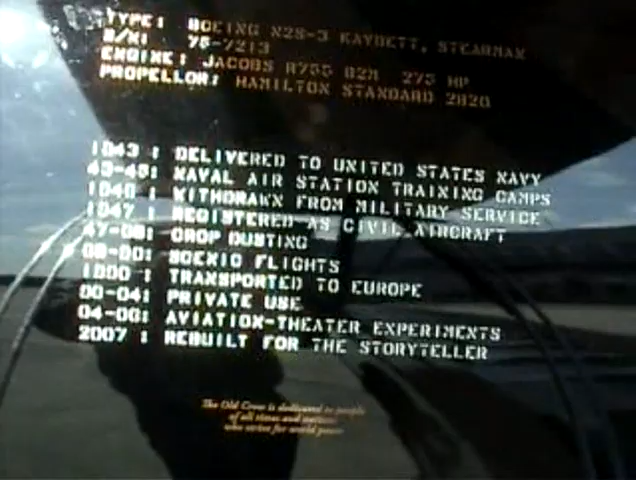 TYPE: BOEING N2S-3 KAYDETT, STEARMAN
S/N: 75-7213
ENGINE: JACOBS R755 B2M 275 HP
PROPELLOR: HAMILTON STANDARD 2B20
1943 : DELIVERED TO UNITED STATES NAVY
43-45: NAVAL AIR STATION TRAINING CAMPS
WITHDRAWN FROM MILITARY SERVICE
1947 : REGISTERED AS CIVIL AIRCRAFT
CROP DUSTING
SCENIC FLIGHTS
TRANSPORTED TO EUROPE
00-04: PRIVATE USE
AVIATION-THEATER EXPERIMENTS
2007 : REBUILT FOR THE STORYTELLER
The Old Crow is dedicated to people
of all times and nations
who strive for world peace